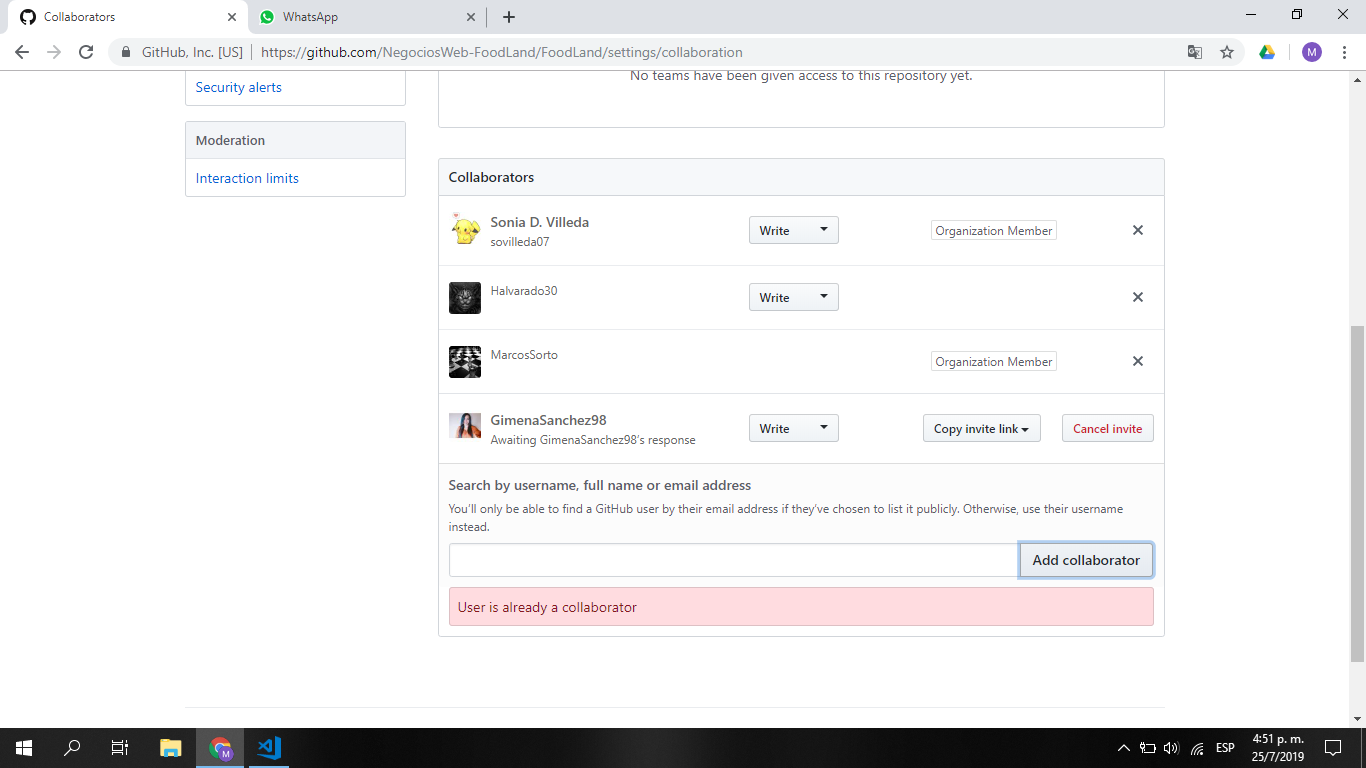 Collaborators
WhatsApp
GitHub, Inc. [US]
https://github.com/NegociosWeb-FoodLand/FoodLand/settings/collaboration
M
Security alerts
Moderation
Interaction limits
No teams have been given access to this repository yet.
Collaborators
Sonia D. Villeda
sovilleda07
Write
Organization Member
Halvarado30
Write
MarcosSorto
Organization Member
GimenaSanchez98
Awaiting GimenaSanchez98's response
Write
Copy invite link
Cancel invite
Search by username, full name or email address
You'll only be able to find a GitHub user by their email address if they've chosen to list it publicly. Otherwise, use their username
instead.
Add collaborator
User is already a collaborator
M
ESP
4:51 p. m.
25/7/2019